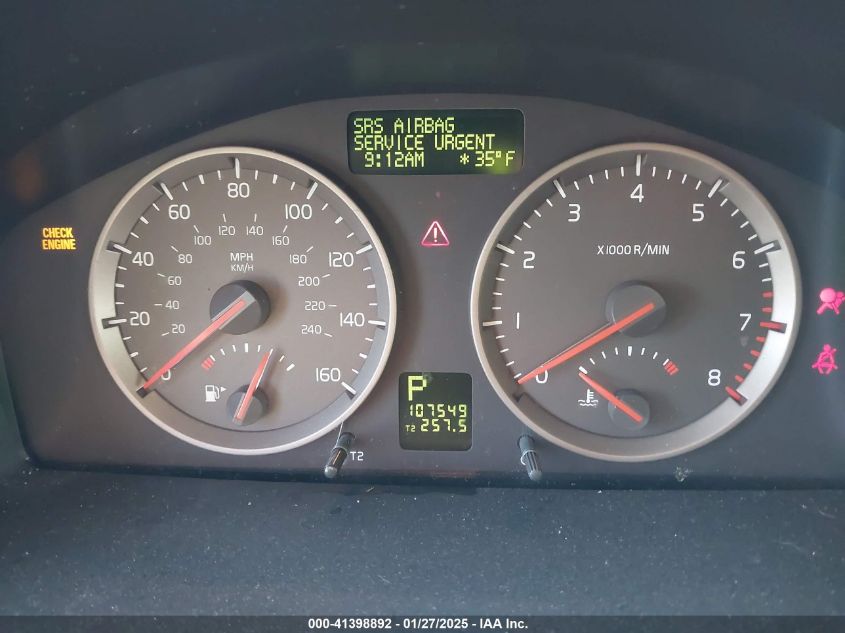 SRS AIRBAG
SERVICE URGENT
9:12AM *35°F
CHECK
ENGINE
0 20 40 60 80 100 120 140 160
20 40 60 80 100 120 140 160 180 200 220 240
MPH
KM/H
0 1 2 3 4 5 6 7 8
X1000 R/MIN
P
107549
T2 257.5
T2
000-41398892 - 01/27/2025 - IAA Inc.